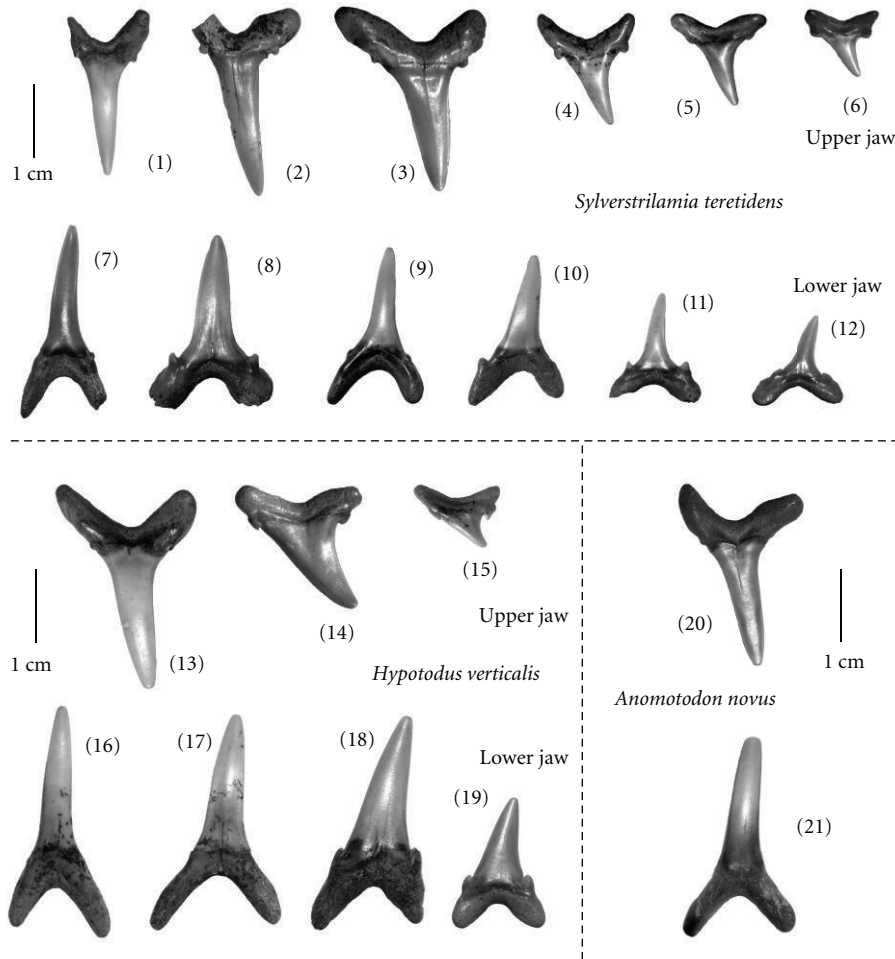 (1)
(2)
(3)
(4)
(5)
(6)
1 cm
Upper jaw
Sylverstrilamia teretidens
(7)
(8)
(9)
(10)
(11)
(12)
Lower jaw
(13)
(14)
(15)
1 cm
Upper jaw
Hypotodus verticalis
(16)
(17)
(18)
(19)
Lower jaw
(20)
1 cm
Anomotodon novus
(21)